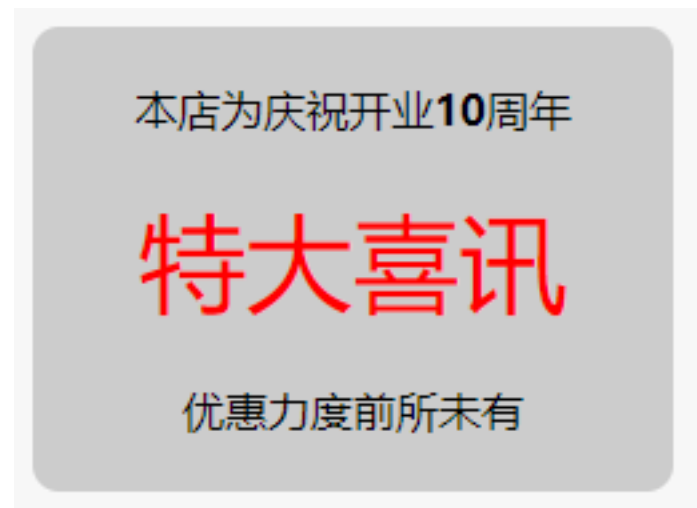 本店为庆祝开业10周年
特大喜讯
优惠力度前所未有